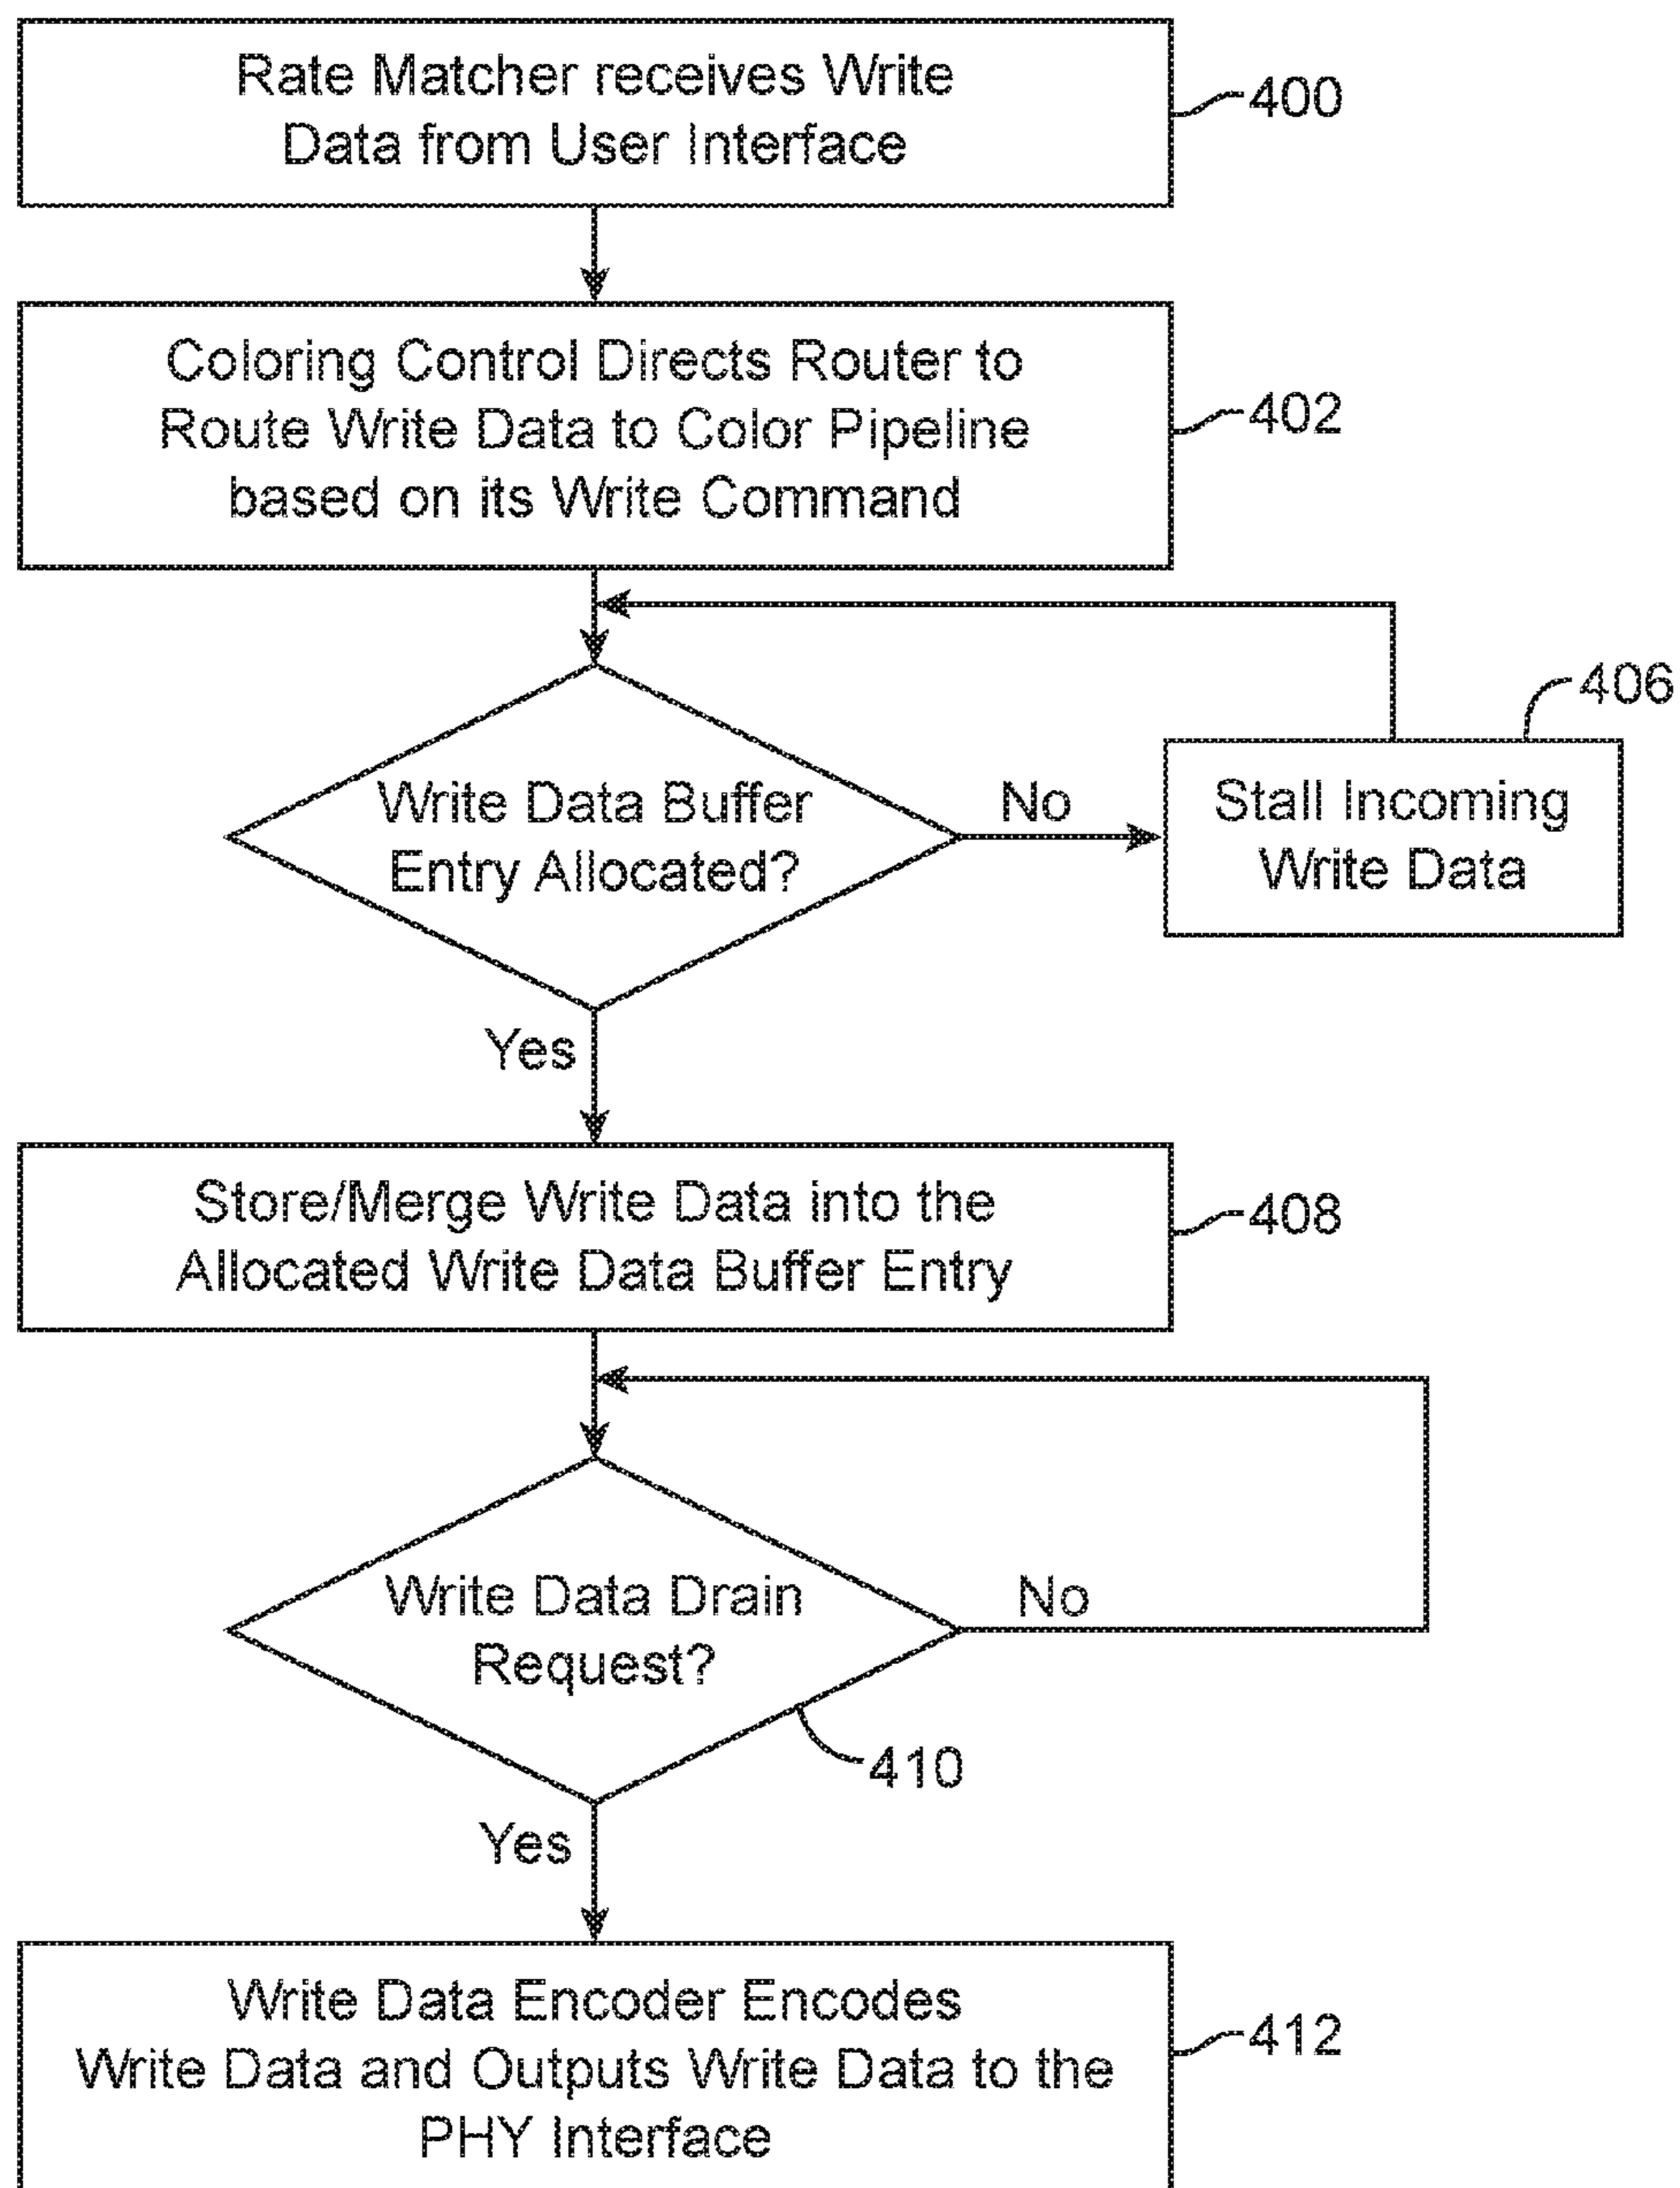 Rate Matcher receives Write
Data from User Interface
400
Coloring Control Directs Router to
Route Write Data to Color Pipeline
based on its Write Command
402
406
Write Data Buffer
Entry Allocated?
No
Stall Incoming
Write Data
Yes
Store/Merge Write Data into the
Allocated Write Data Buffer Entry
408
Write Data Drain
Request?
No
410
Yes
Write Data Encoder Encodes
Write Data and Outputs Write Data to the
PHY Interface
412